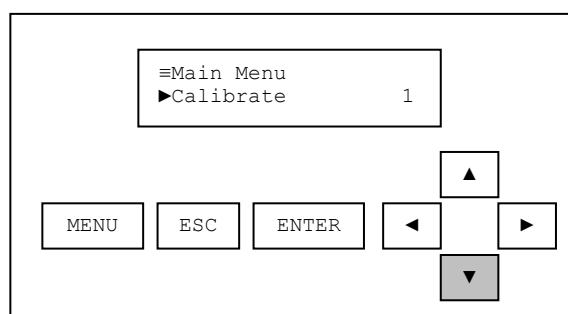 ≡Main Menu
►Calibrate 1
▲
MENU ESC ENTER ◄ ►
▼